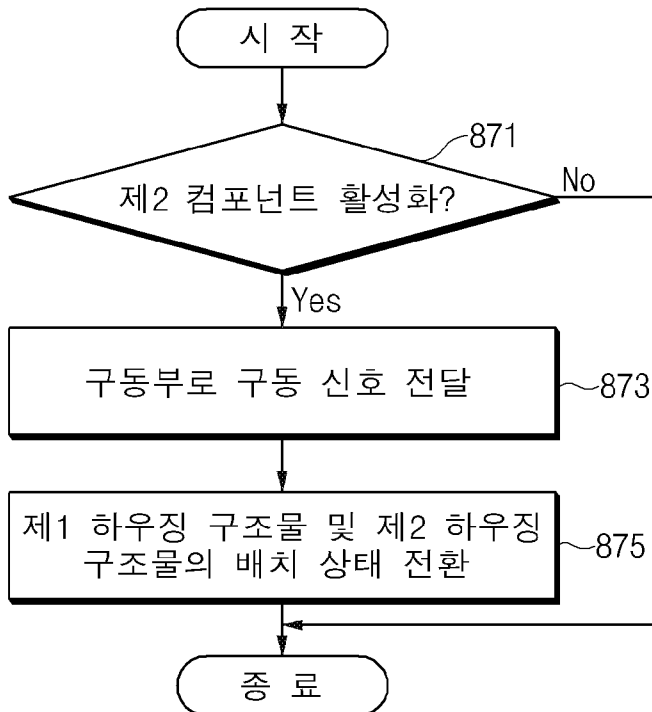 시 작
871
제2 컴포넌트 활성화?
No
Yes
구동부로 구동 신호 전달
873
제1 하우징 구조물 및 제2 하우징
구조물의 배치 상태 전환
875
종 료